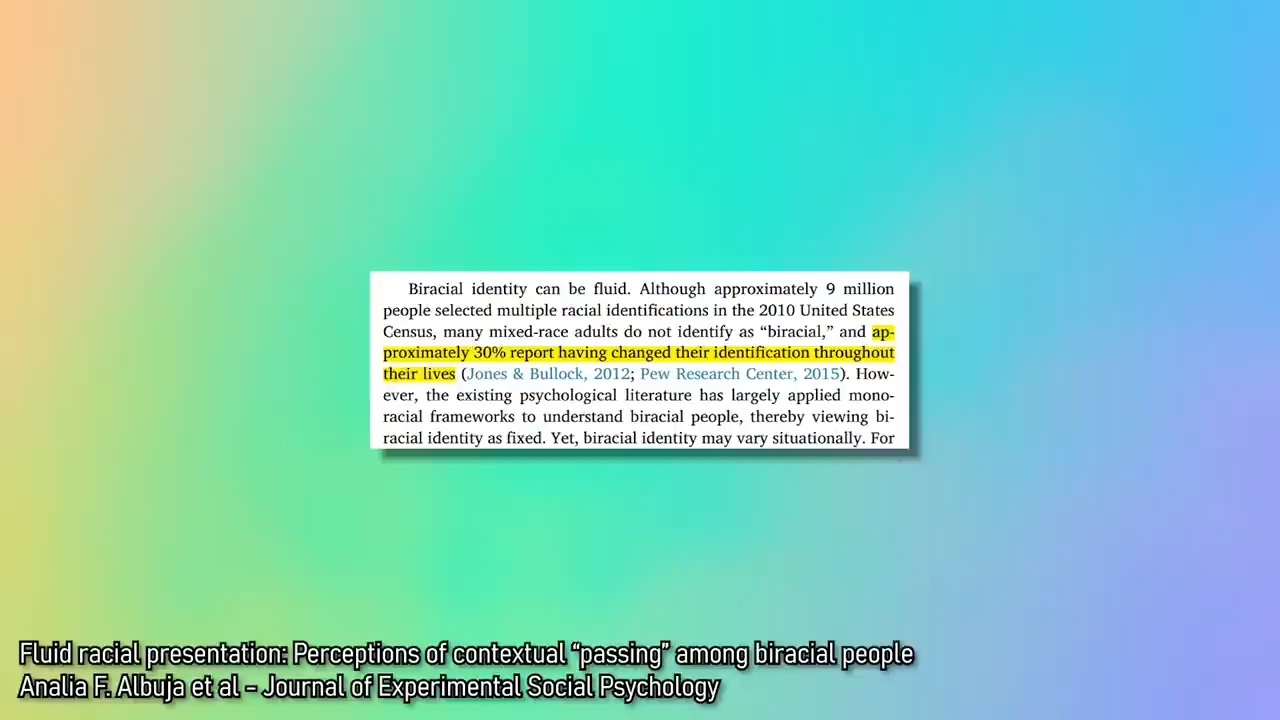 Biracial identity can be fluid. Although approximately 9 million
people selected multiple racial identifications in the 2010 United States
Census, many mixed-race adults do not identify as “biracial,” and ap-
proximately 30% report having changed their identification throughout
their lives (Jones & Bullock, 2012; Pew Research Center, 2015). How-
ever, the existing psychological literature has largely applied mono-
racial frameworks to understand biracial people, thereby viewing bi-
racial identity as fixed. Yet, biracial identity may vary situationally. For
Fluid racial presentation: Perceptions of contextual “passing” among biracial people
Analia F. Albuja et al - Journal of Experimental Social Psychology